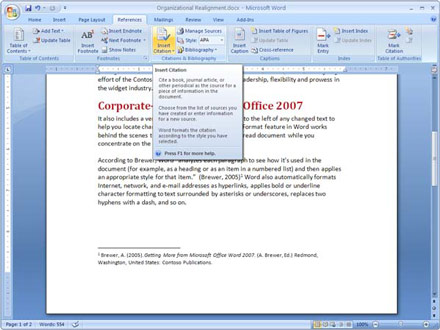 Organizational Realignment.docx - Microsoft Word
Insert Page Layout References Mailings Review View Add-Ins
Table of Contents
Add Text
Update Table
Table of Contents
Insert Footnote
Insert Endnote
Next Footnote
Show Notes
Footnotes
Insert Citation
Manage Sources
Style: APA
Bibliography
Citations & Bibliography
Insert Caption
Insert Table of Figures
Update Table
Cross-reference
Captions
Insert Index
Update Index
Index
Mark Citation
Table of Authorities
Insert Citation
Cite a book, journal article, or
other periodical as the source for a
piece of information in the
document.
Choose from the list of sources you
have created or enter information
for a new source.
Word formats the citation
according to the style you have
selected.
Press F1 for more help.
effort of the Contos adership, flexibility and prowess in
the widget industry.
Corporate- Office 2007
It also includes a ver to the left of any changed text to
help you locate chan Format feature in Word works
behind the scenes t document read while you
concentrate on the
According to Brewer, Word "analyzes each paragraph to see how it's used in the
document (for example, as a heading or as an item in a numbered list) and then applies
an appropriate style for that item." (Brewer, 2005)¹ Word also automatically formats
Internet, network, and e-mail addresses as hyperlinks, applies bold or underline
character formatting to text surrounded by asterisks or underscores, replaces two
hyphens with a dash, and so on.
¹ Brewer, A. (2005). Getting More from Microsoft Office Word 2007. (A. Brewer, Ed.) Redmond,
Washington, United States: Contoso Publications.
Page 1 of 2 Words: 554 100%